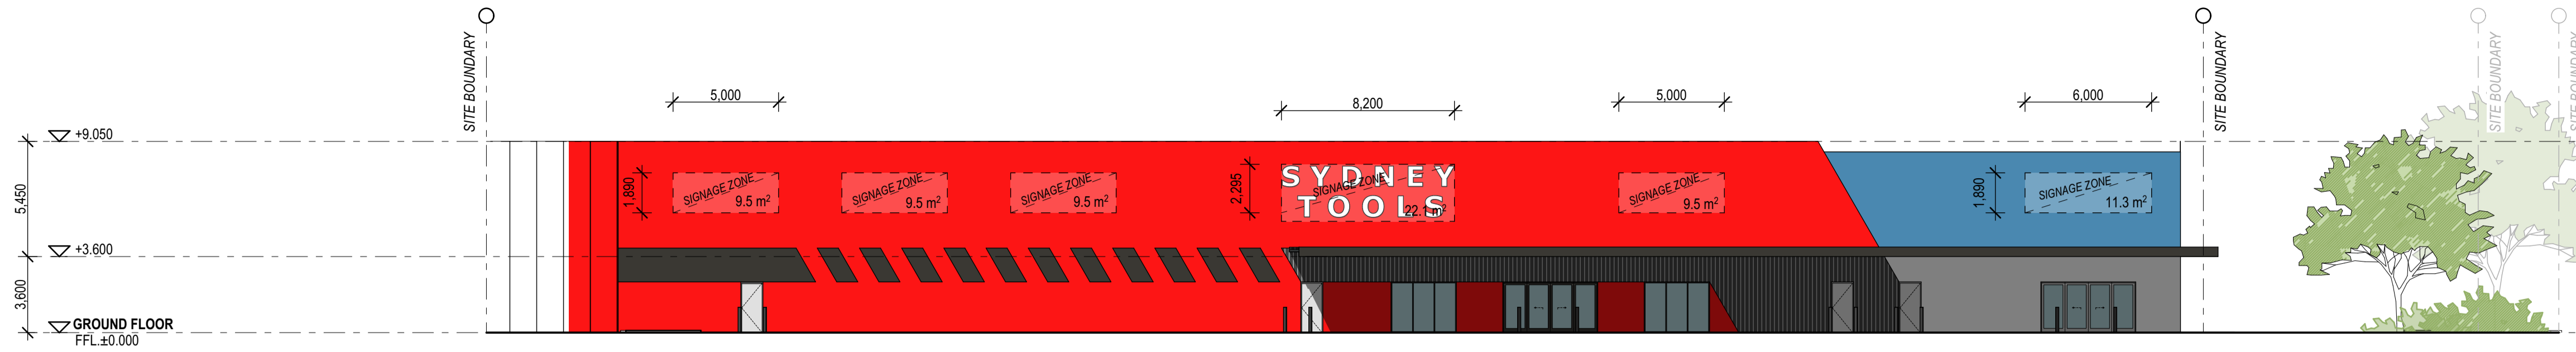 SITE BOUNDARY
SITE BOUNDARY
SITE BOUNDARY
SITE BOUNDARY
5,000
8,200
5,000
6,000
+9.050
5,450
+3.600
3,600
GROUND FLOOR
FFL.±0.000
1,890
SIGNAGE ZONE
9.5 m²
SIGNAGE ZONE
9.5 m²
SIGNAGE ZONE
9.5 m²
2,295
SYDNEY
SIGNAGE ZONE
TOOLS
22.1 m²
SIGNAGE ZONE
9.5 m²
1,890
SIGNAGE ZONE
11.3 m²